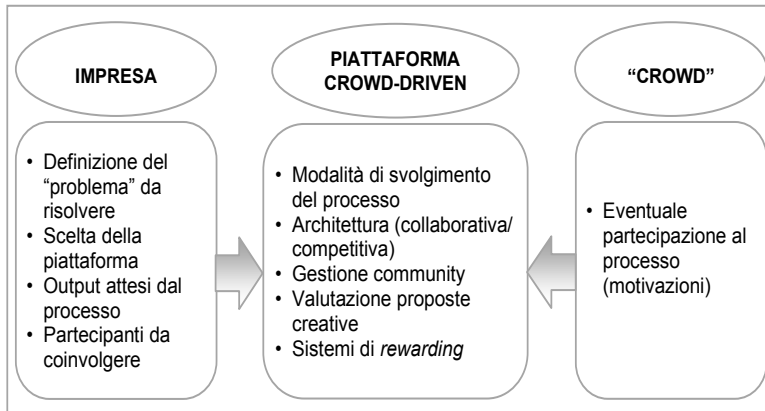 IMPRESA
• Definizione del
“problema” da
risolvere
• Scelta della
piattaforma
• Output attesi dal
processo
• Partecipanti da
coinvolgere
PIATTAFORMA
CROWD-DRIVEN
• Modalità di svolgimento
del processo
• Architettura (collaborativa/
competitiva)
• Gestione community
• Valutazione proposte
creative
• Sistemi di rewarding
“CROWD”
• Eventuale
partecipazione al
processo
(motivazioni)